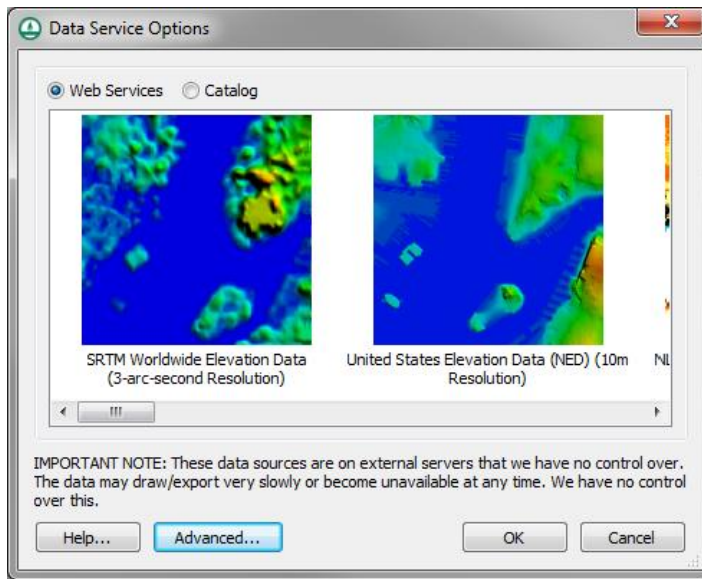 Data Service Options
Web Services
Catalog
SRTM Worldwide Elevation Data
(3-arc-second Resolution)
United States Elevation Data (NED) (10m
Resolution)
NL
IMPORTANT NOTE: These data sources are on external servers that we have no control over.
The data may draw/export very slowly or become unavailable at any time. We have no control
over this.
Help...
Advanced...
OK
Cancel